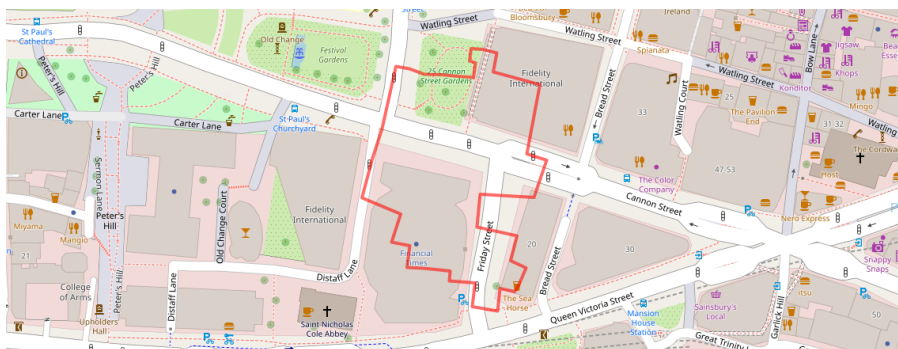 Watling Street
Bloomsbury
Ireland
St Paul's
Cathedral
Old Change
Festival
Gardens
Watling Street
Spianata
Jigsaw
Bow Lane
Peter's Hill
Peter's Hill
25 Cannon
Street Gardens
Fidelity
International
Bread Street
Watling Street
Khops
Konditor
Mingo
Carter Lane
Carter Lane
St Paul's
Churchyard
33
Watling Court
25
The Pavilion
End
31-32
Watling
The Cordwa
Host
Sermon Lane
Old Change Court
Fidelity
International
The Color
Company
47-53
Cannon Street
Nero Express
Miyama
Mangio
Peter's
Hill
21
Financial
Times
Friday Street
20
30
Snappy
Snaps
College
of Arms
Distaff Lane
Distaff Lane
Peter's Hill
The Sea
Horse
Bread Street
Queen Victoria Street
itsu
Upholders'
Hall
Saint Nicholas
Cole Abbey
Mansion
House
Station
Sainsbury's
Local
Garlick Hill
50
Great Trinity